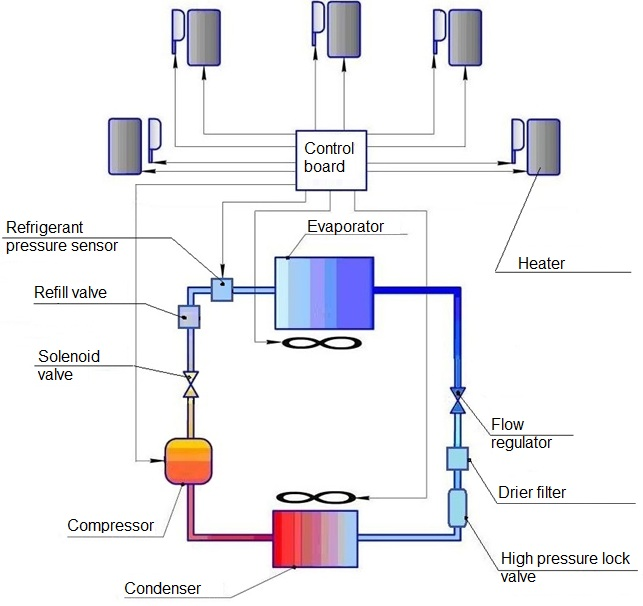 Control
board
Evaporator
Refrigerant
pressure sensor
Heater
Refill valve
Solenoid
valve
Flow
regulator
Drier filter
Compressor
High pressure lock
valve
Condenser